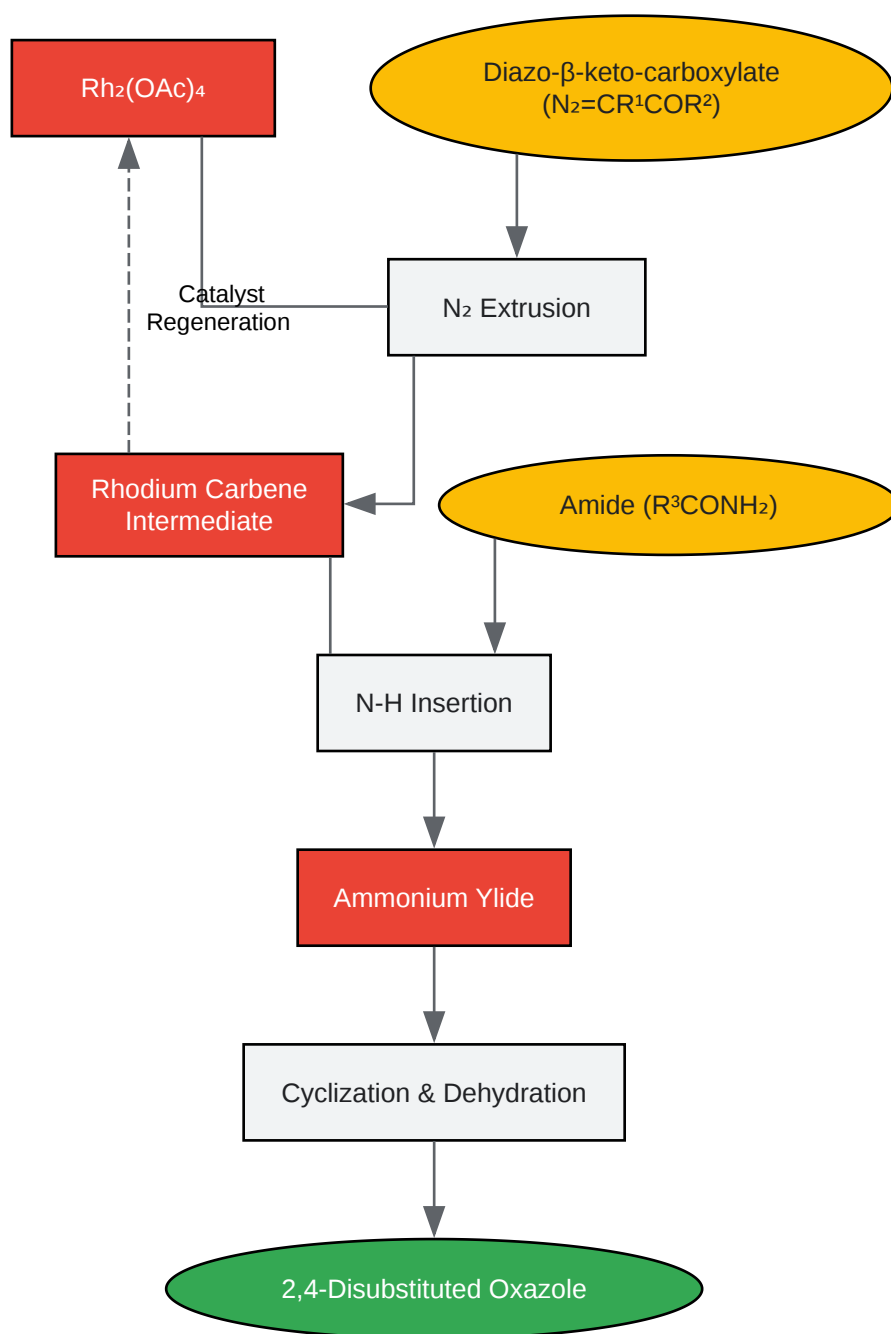 Rh₂(OAc)₄
Diazo-β-keto-carboxylate
(N₂=CR¹COR²)
Catalyst
Regeneration
N₂ Extrusion
Rhodium Carbene
Intermediate
Amide (R³CONH₂)
N-H Insertion
Ammonium Ylide
Cyclization & Dehydration
2,4-Disubstituted Oxazole